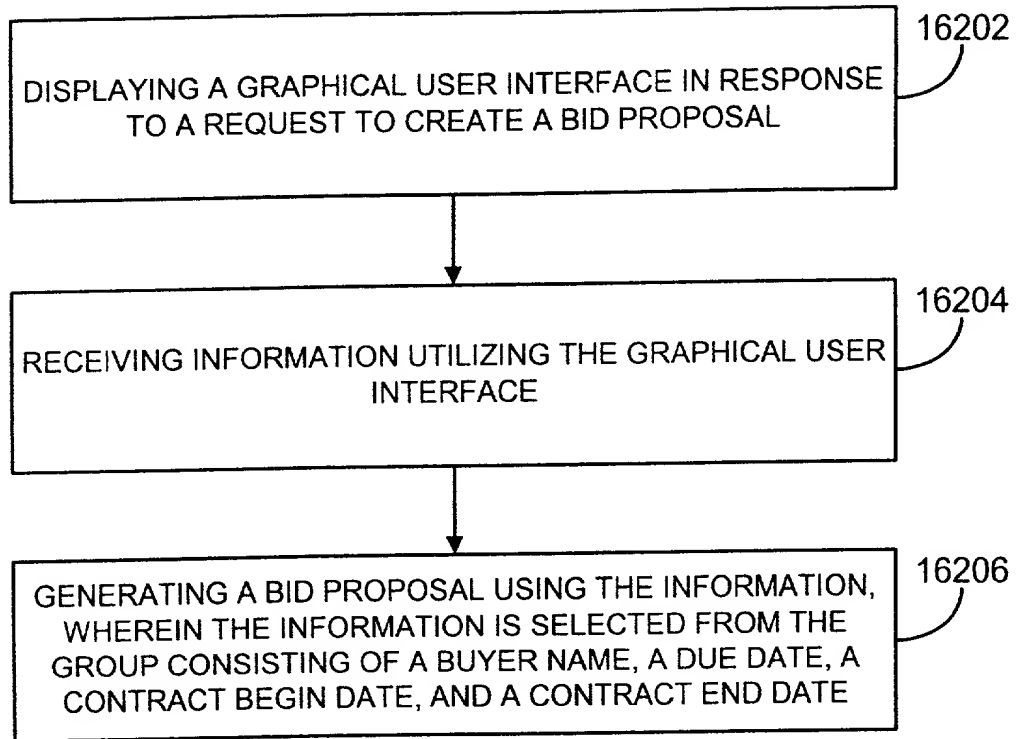 16202
DISPLAYING A GRAPHICAL USER INTERFACE IN RESPONSE
TO A REQUEST TO CREATE A BID PROPOSAL
16204
RECEIVING INFORMATION UTILIZING THE GRAPHICAL USER
INTERFACE
16206
GENERATING A BID PROPOSAL USING THE INFORMATION,
WHEREIN THE INFORMATION IS SELECTED FROM THE
GROUP CONSISTING OF A BUYER NAME, A DUE DATE, A
CONTRACT BEGIN DATE, AND A CONTRACT END DATE